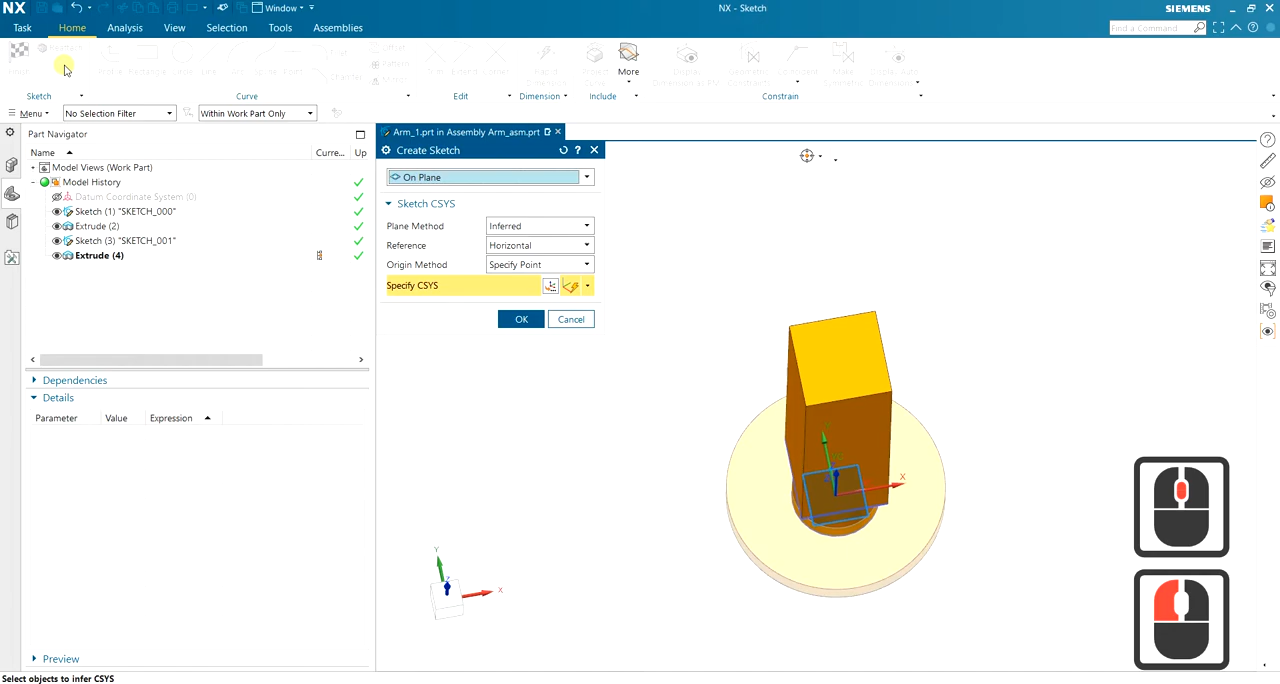 NX
Window
NX - Sketch
SIEMENS
Task
Home
Analysis
View
Selection
Tools
Assemblies
Find a Command
More
Sketch
Curve
Edit
Dimension
Include
Constrain
Menu
No Selection Filter
Within Work Part Only
Part Navigator
Name
Curre...
Up
Model Views (Work Part)
Model History
Datum Coordinate System (0)
Sketch (1) "SKETCH_000"
Extrude (2)
Sketch (3) "SKETCH_001"
Extrude (4)
Dependencies
Details
Parameter
Value
Expression
Preview
Arm_1.prt in Assembly Arm_asm.prt
Create Sketch
On Plane
Sketch CSYS
Plane Method
Inferred
Reference
Horizontal
Origin Method
Specify Point
Specify CSYS
OK
Cancel
X
Y
X
Select objects to infer CSYS